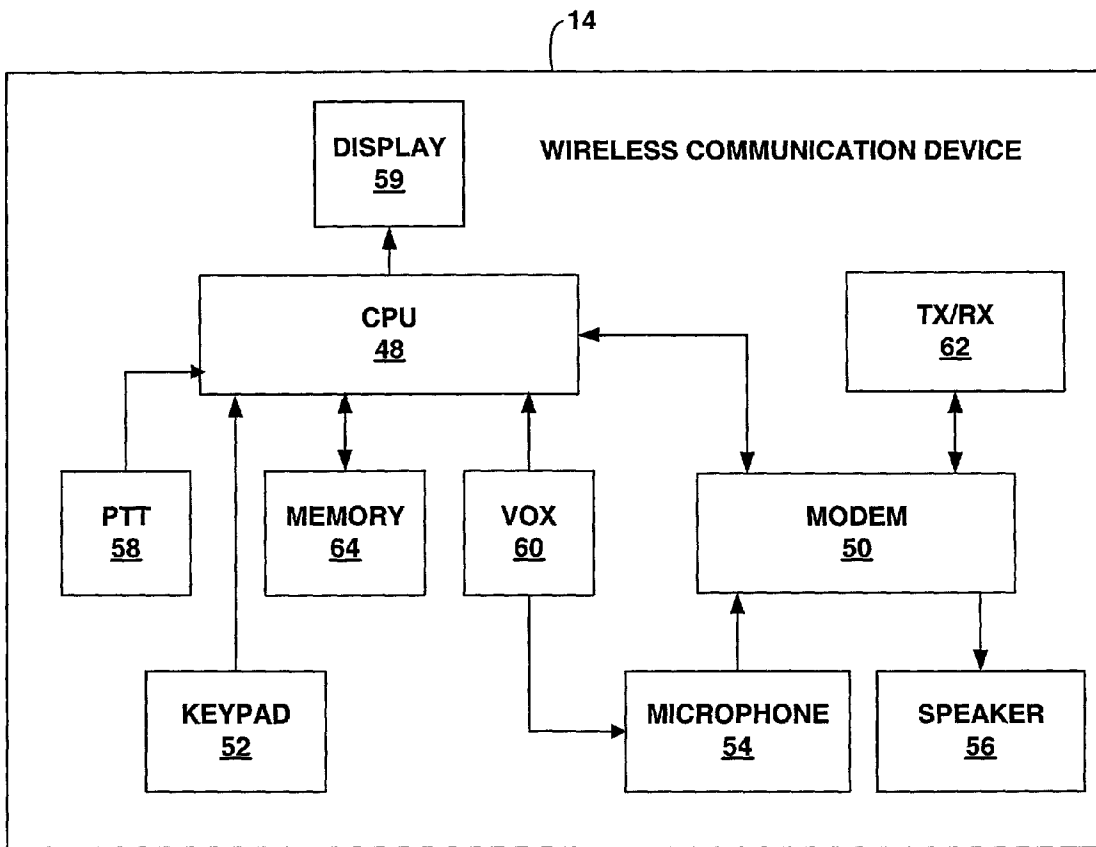 14
DISPLAY
59
WIRELESS COMMUNICATION DEVICE
CPU
48
TX/RX
62
PTT
58
MEMORY
64
VOX
60
MODEM
50
KEYPAD
52
MICROPHONE
54
SPEAKER
56